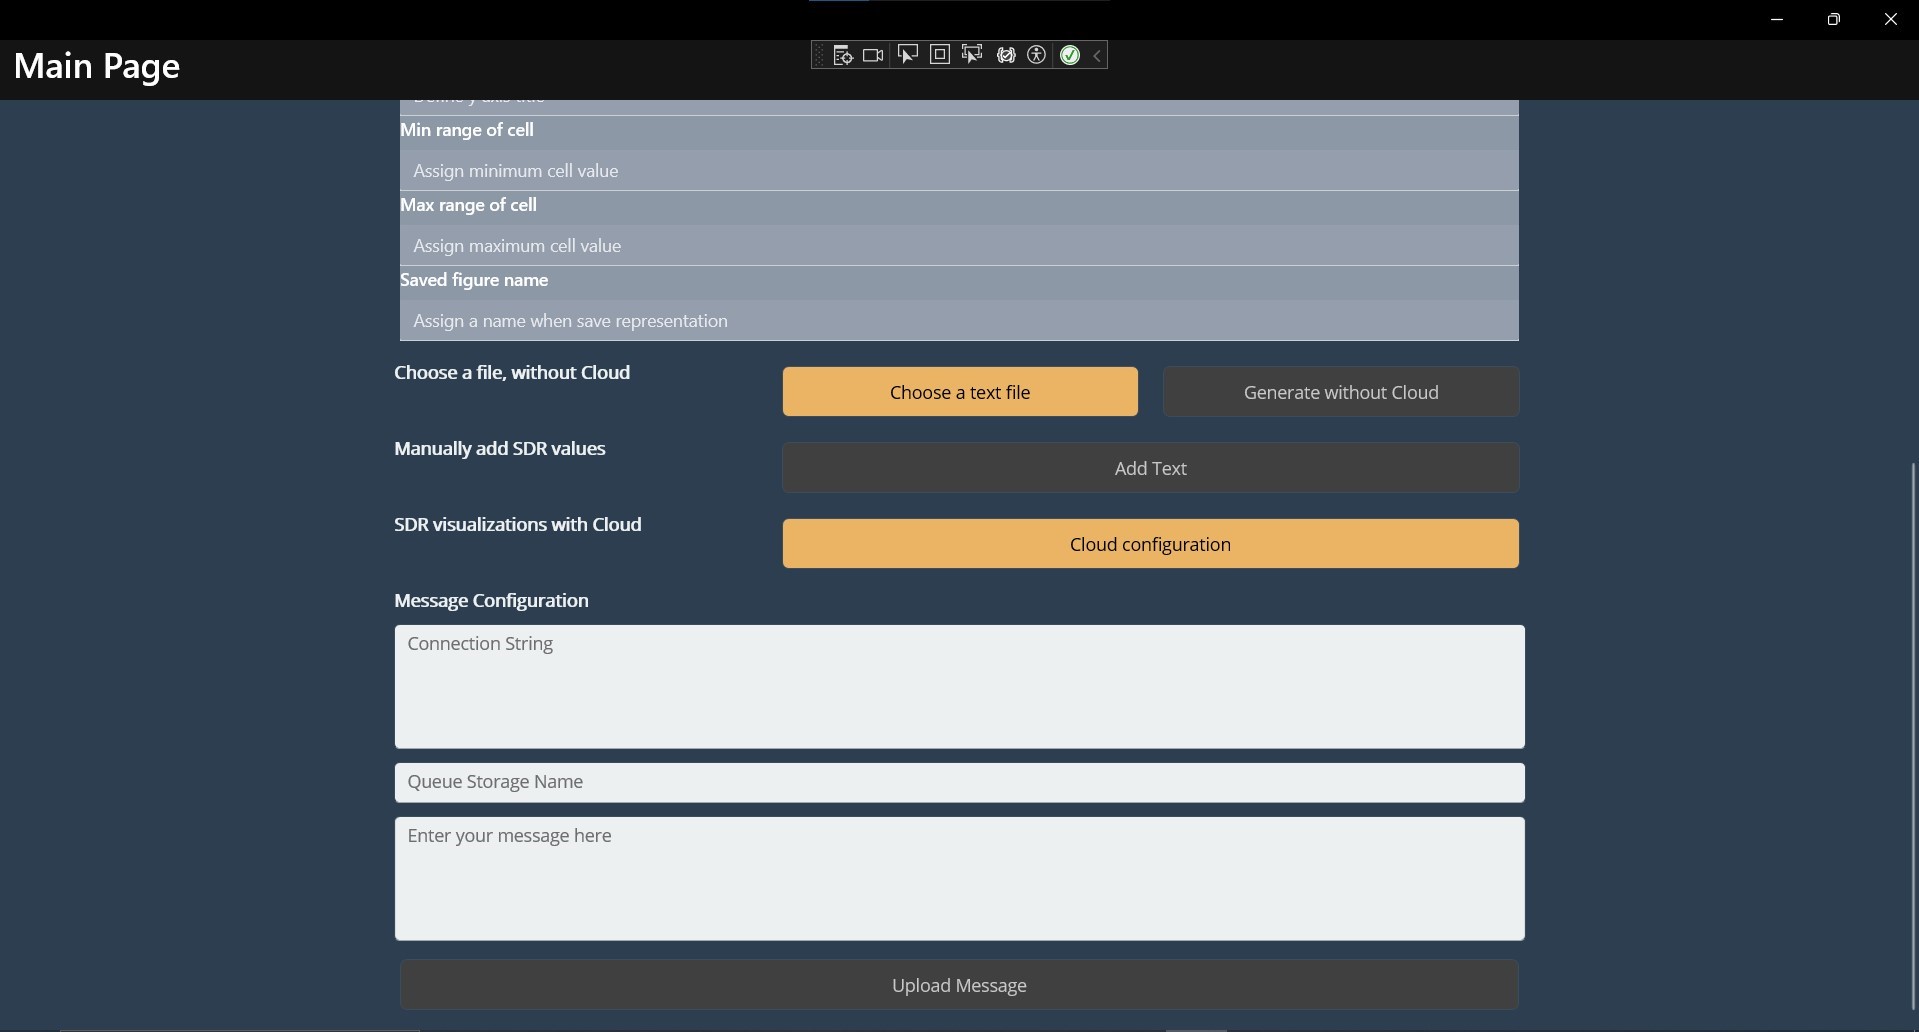 Main Page
Min range of cell
Assign minimum cell value
Max range of cell
Assign maximum cell value
Saved figure name
Assign a name when save representation
Choose a file, without Cloud
Choose a text file
Generate without Cloud
Manually add SDR values
Add Text
SDR visualizations with Cloud
Cloud configuration
Message Configuration
Connection String
Queue Storage Name
Enter your message here
Upload Message